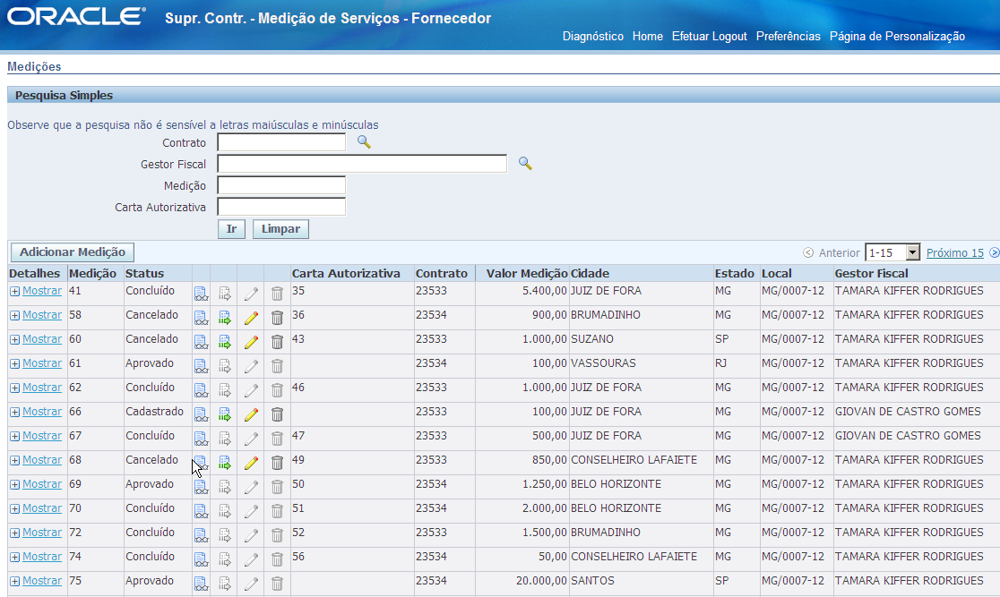 ORACLE® Supr. Contr. - Medição de Serviços - Fornecedor
Diagnóstico Home Efetuar Logout Preferências Página de Personalização
Medições
Pesquisa Simples
Observe que a pesquisa não é sensível a letras maiúsculas e minúsculas
Contrato
Gestor Fiscal
Medição
Carta Autorizativa
Ir Limpar
Adicionar Medição Anterior 1-15 Próximo 15
Detalhes Medição Status Carta Autorizativa Contrato Valor Medição Cidade Estado Local Gestor Fiscal
Mostrar 41 Concluído 35 23533 5.400,00 JUIZ DE FORA MG MG/0007-12 TAMARA KIFFER RODRIGUES
Mostrar 58 Cancelado 36 23534 900,00 BRUMADINHO MG MG/0007-12 TAMARA KIFFER RODRIGUES
Mostrar 60 Cancelado 43 23533 1.000,00 SUZANO SP MG/0007-12 TAMARA KIFFER RODRIGUES
Mostrar 61 Aprovado 23534 100,00 VASSOURAS RJ MG/0007-12 TAMARA KIFFER RODRIGUES
Mostrar 62 Concluído 46 23533 1.000,00 JUIZ DE FORA MG MG/0007-12 TAMARA KIFFER RODRIGUES
Mostrar 66 Cadastrado 23533 100,00 JUIZ DE FORA MG MG/0007-12 GIOVAN DE CASTRO GOMES
Mostrar 67 Concluído 47 23533 500,00 JUIZ DE FORA MG MG/0007-12 GIOVAN DE CASTRO GOMES
Mostrar 68 Cancelado 49 23533 850,00 CONSELHEIRO LAFAIETE MG MG/0007-12 TAMARA KIFFER RODRIGUES
Mostrar 69 Aprovado 50 23534 1.250,00 BELO HORIZONTE MG MG/0007-12 TAMARA KIFFER RODRIGUES
Mostrar 70 Concluído 51 23534 2.000,00 BELO HORIZONTE MG MG/0007-12 TAMARA KIFFER RODRIGUES
Mostrar 72 Concluído 52 23533 1.500,00 BRUMADINHO MG MG/0007-12 TAMARA KIFFER RODRIGUES
Mostrar 74 Concluído 56 23534 50,00 CONSELHEIRO LAFAIETE MG MG/0007-12 TAMARA KIFFER RODRIGUES
Mostrar 75 Aprovado 23534 20.000,00 SANTOS SP MG/0007-12 TAMARA KIFFER RODRIGUES